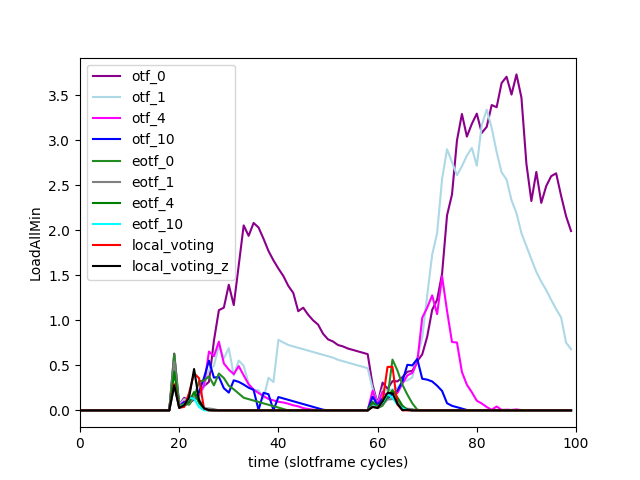 otf_0
otf_1
otf_4
otf_10
eotf_0
eotf_1
eotf_4
eotf_10
local_voting
local_voting_z
LoadAllMin
3.5
3.0
2.5
2.0
1.5
1.0
0.5
0.0
0 20 40 60 80 100
time (slotframe cycles)